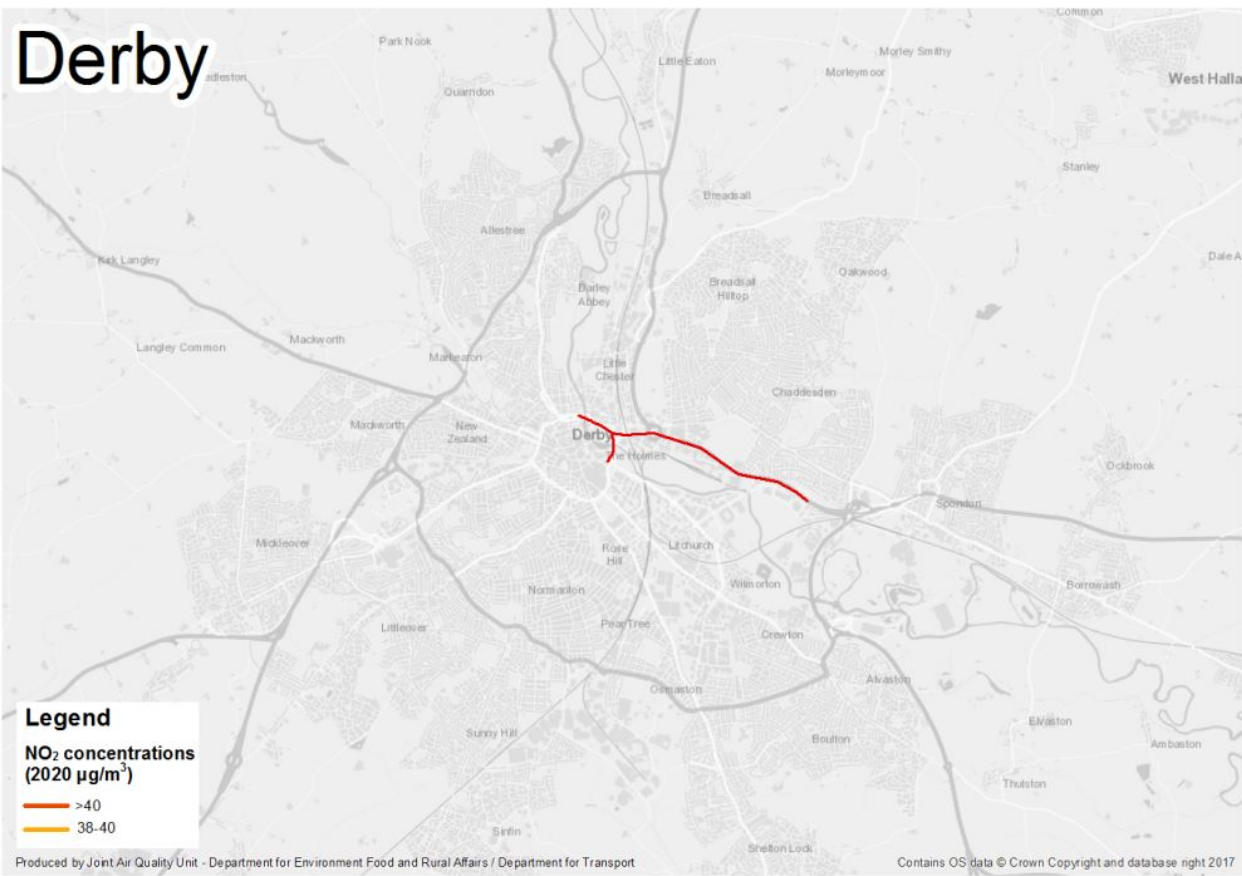 Derby
Common
Park Nook
Morley Smithy
Little Eaton
Morleymoor
West Halla
edleston
Quarndon
Stanley
Breadsall
Allestree
Kirk Langley
Dale A
Oakwood
Darley
Abbey
Breadsall
Hilltop
Mackworth
Langley Common
Markeaton
Little
Chester
Chaddesden
Mackworth
New
Zealand
Derby
The Holmes
Ockbrook
Spondon
Mickleover
Rose
Hill
Litchurch
Wilmorton
Borrowash
Normanton
Littleover
Pear Tree
Crewton
Alvaston
Osmaston
Elvaston
Sunny Hill
Boulton
Ambaston
Thulston
Sinfin
Shelton Lock
Legend
NO₂ concentrations
(2020 µg/m³)
>40
38-40
Produced by Joint Air Quality Unit - Department for Environment Food and Rural Affairs / Department for Transport
Contains OS data © Crown Copyright and database right 2017